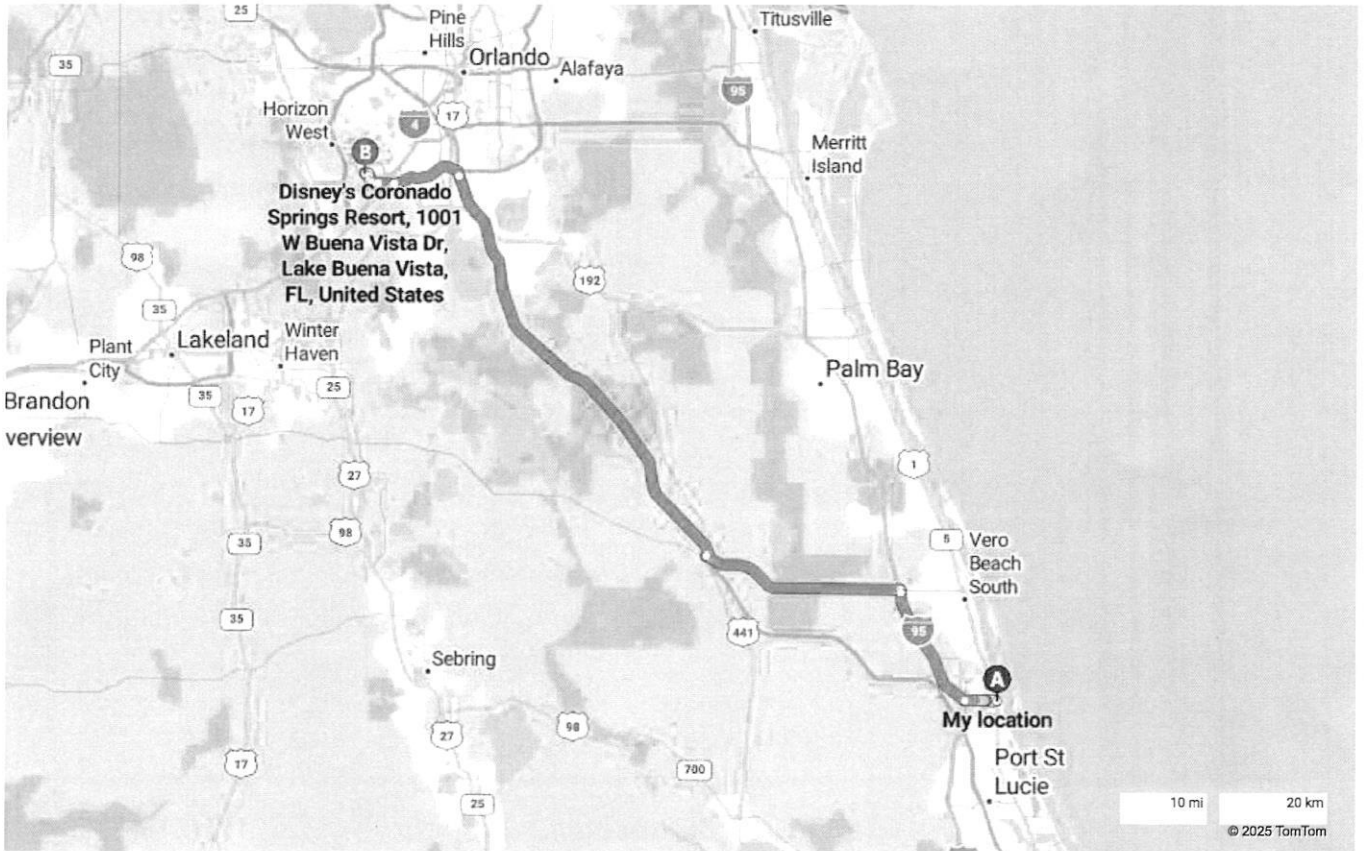 25
Pine
Hills
Titusville
35
Orlando
Alafaya
95
Horizon
West
4
17
B
Merritt
Island
Disney's Coronado
Springs Resort, 1001
W Buena Vista Dr,
Lake Buena Vista,
FL, United States
98
192
35
Plant
City
Lakeland
Winter
Haven
Palm Bay
Brandon
35
17
25
verview
1
27
98
35
5
Vero
Beach
South
35
441
95
Sebring
A
My location
27
98
17
700
Port St
Lucie
25
10 mi
20 km
© 2025 TomTom